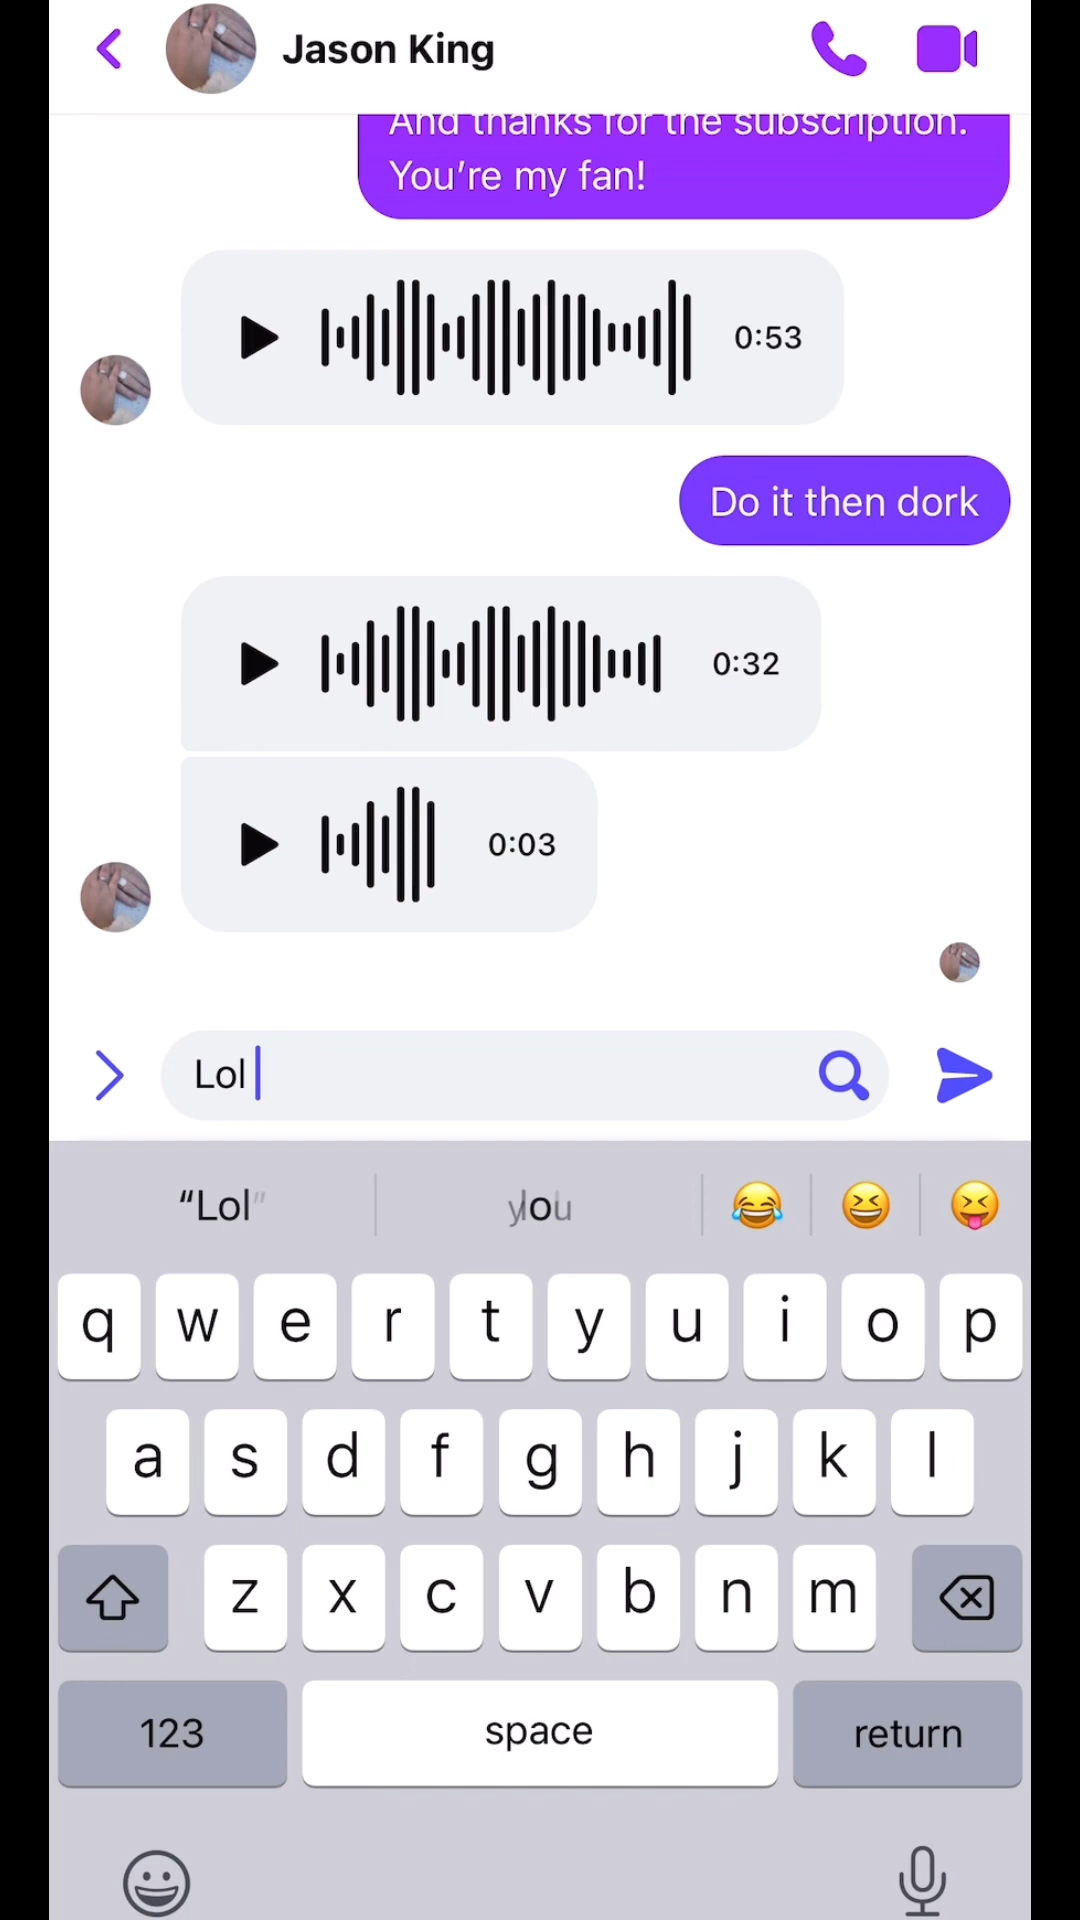 Jason King
And thanks for the subscription.
You're my fan!
0:53
Do it then dork
0:32
0:03
Lol
“Lol”
q w e r t y u i o p
a s d f g h j k l
z x c v b n m
123 space return